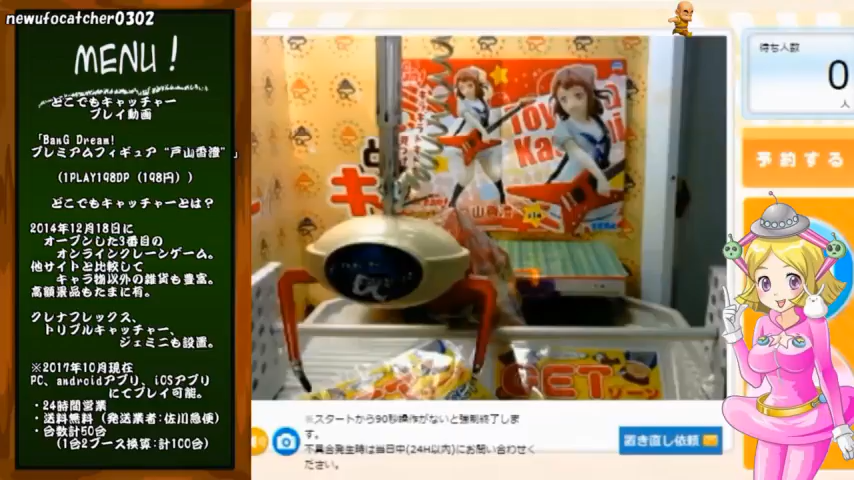 newufocatcher0302
MENU!
どこでもキャッチャー
プレイ動画
「BanG Dream!
プレミアムフィギュア“戸山香澄”」
(1PLAY198DP (198円) )
どこでもキャッチャーとは?
2014年12月18日に
オープンした3番目の
オンラインクレーンゲーム。
他サイトと比較して
キャラ物以外の雑貨も豊富。
高額景品もたまに有。
クレナフレックス、
トリプルキャッチャー、
ジェミニも設置。
※2017年10月現在
PC、androidアプリ、iOSアプリ
にてプレイ可能。
・24時間営業
・送料無料 (発送業者:佐川急便)
・台数計50台
(1台2ブース換算:計100台)
GET
ゾーン
※スタートから90秒操作がないと強制終了しま
す。
不具合発生時は当日中(24H以内)にお問い合わせく
ださい。
置き直し依頼
待ち人数
0
人
予約する